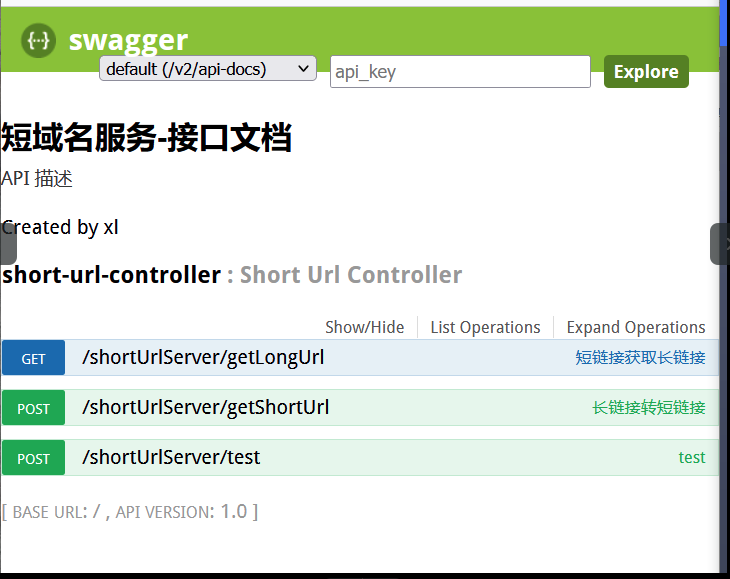 {···} swagger
default (/v2/api-docs) api_key Explore
短域名服务-接口文档
API 描述
Created by xl
short-url-controller : Short Url Controller
Show/Hide List Operations Expand Operations
GET /shortUrlServer/getLongUrl 短链接获取长链接
POST /shortUrlServer/getShortUrl 长链接转短链接
POST /shortUrlServer/test test
[ BASE URL: / , API VERSION: 1.0 ]